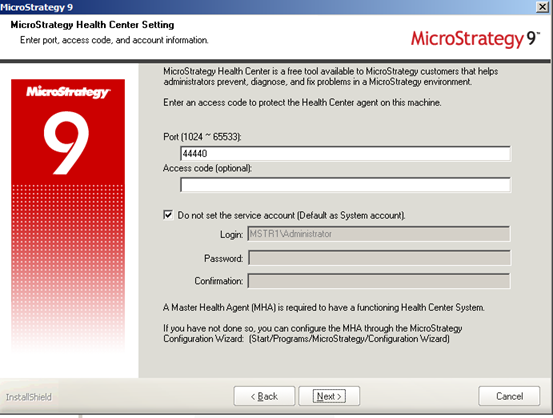 MicroStrategy 9
MicroStrategy Health Center Setting
Enter port, access code, and account information.
MicroStrategy 9™
MicroStrategy Health Center is a free tool available to MicroStrategy customers that helps
administrators prevent, diagnose, and fix problems in a MicroStrategy environment.
MicroStrategy
9
Enter an access code to protect the Health Center agent on this machine.
Port (1024 ~ 65533):
44440
Access code (optional):
Do not set the service account (Default as System account).
Login: MSTR1\Administrator
Password:
Confirmation:
A Master Health Agent (MHA) is required to have a functioning Health Center System.
If you have not done so, you can configure the MHA through the MicroStrategy
Configuration Wizard: (Start/Programs/MicroStrategy/Configuration Wizard)
InstallShield
< Back
Next >
Cancel